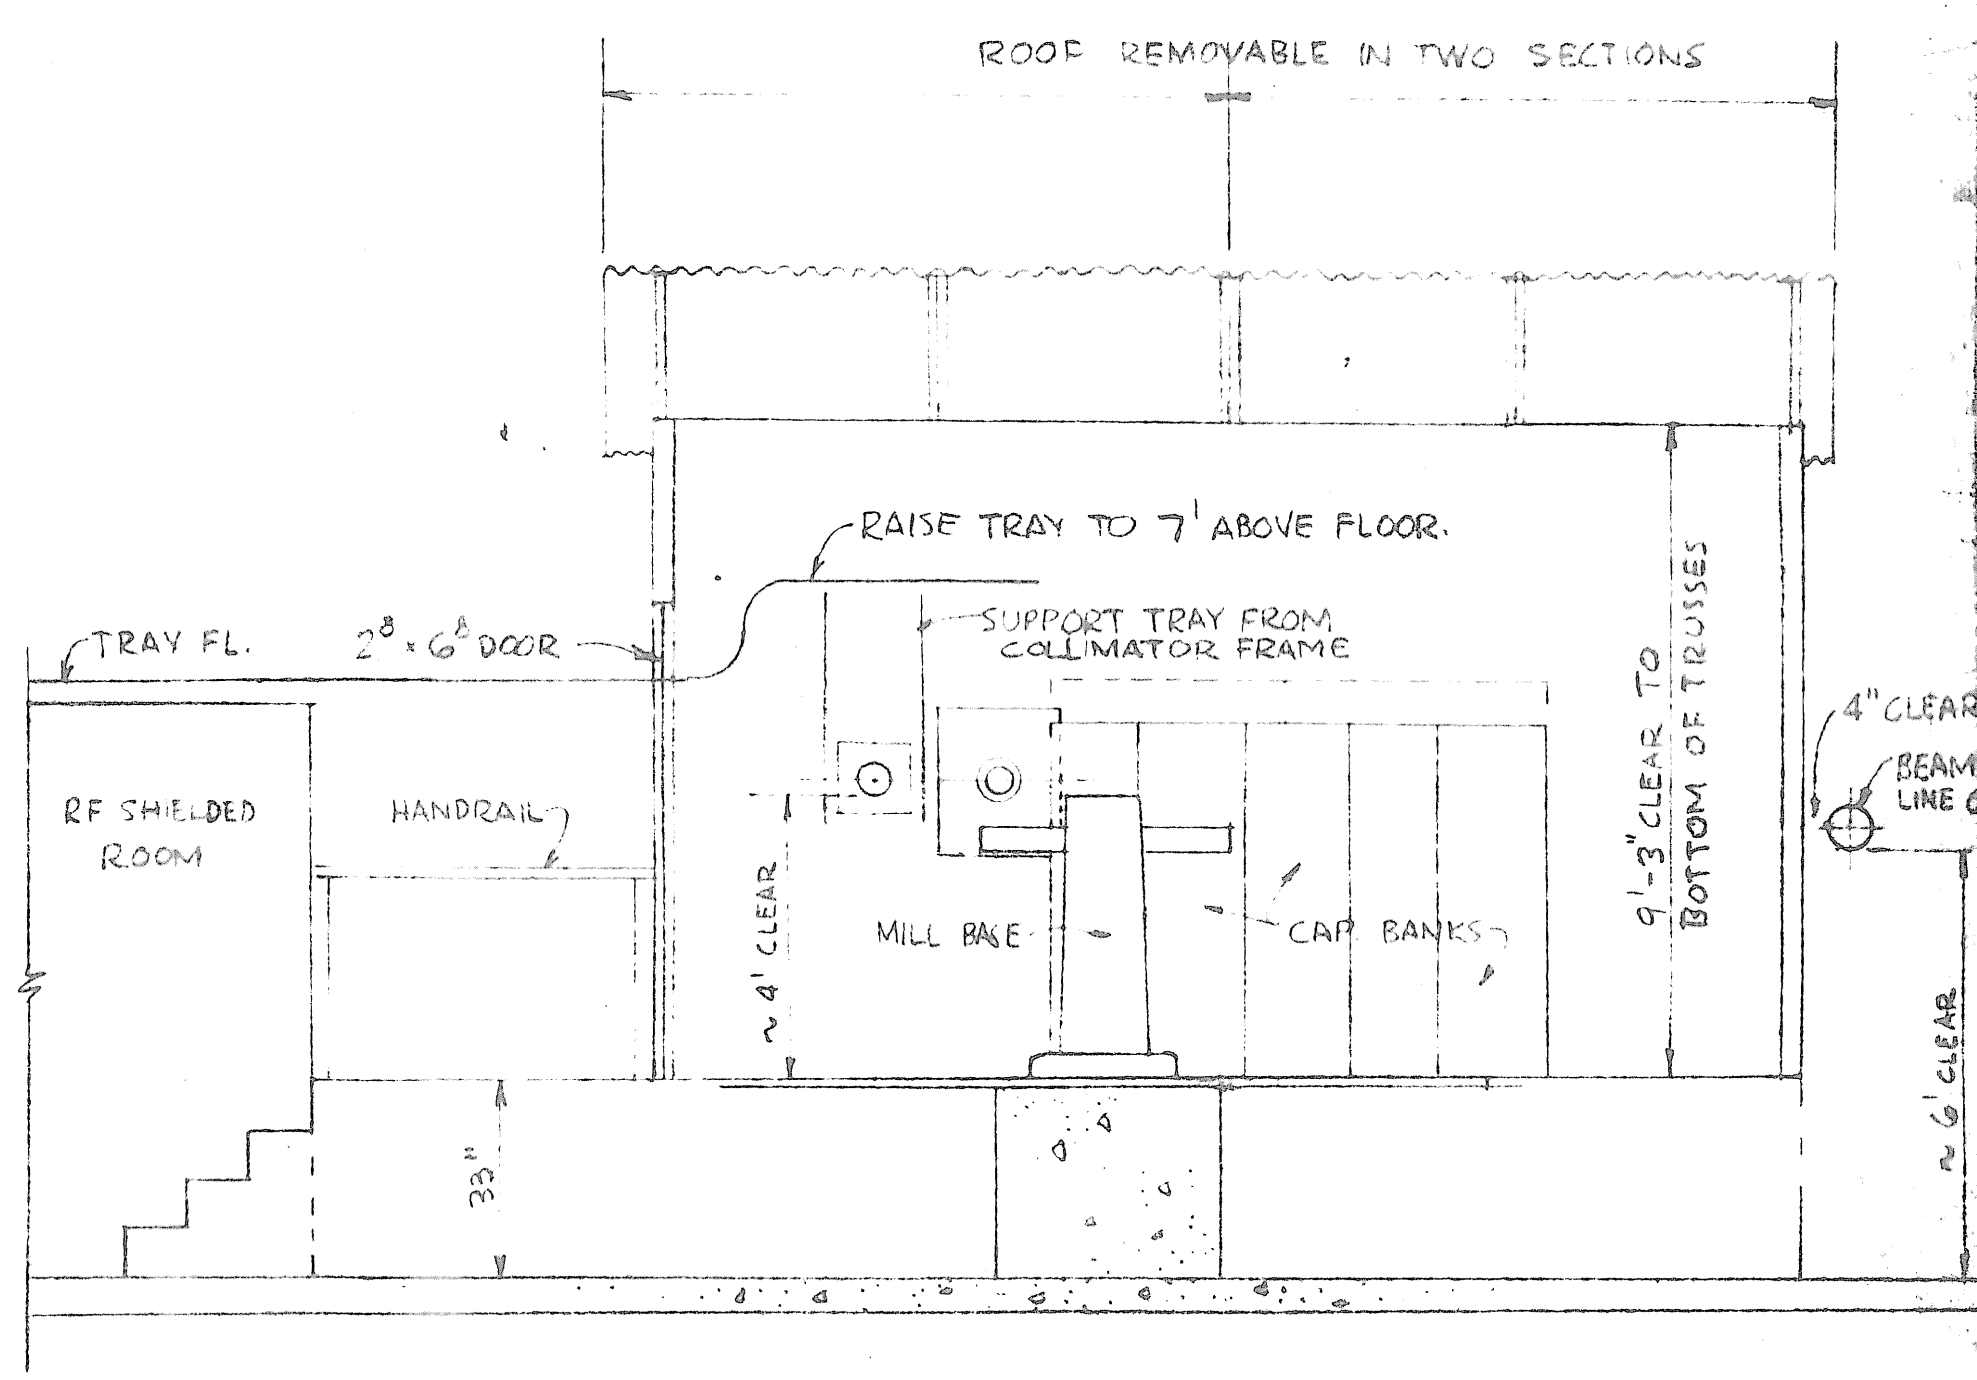 ROOF REMOVABLE IN TWO SECTIONS
RAISE TRAY TO 7' ABOVE FLOOR.
SUPPORT TRAY FROM
COLLIMATOR FRAME
TRAY FL.
2⁸ × 6⁸ DOOR
RF SHIELDED
ROOM
HANDRAIL
~ 4' CLEAR
MILL BASE
CAP. BANKS
9'-3" CLEAR TO
BOTTOM OF TRUSSES
4" CLEAR
BEAM
LINE
~ 6' CLEAR
33"